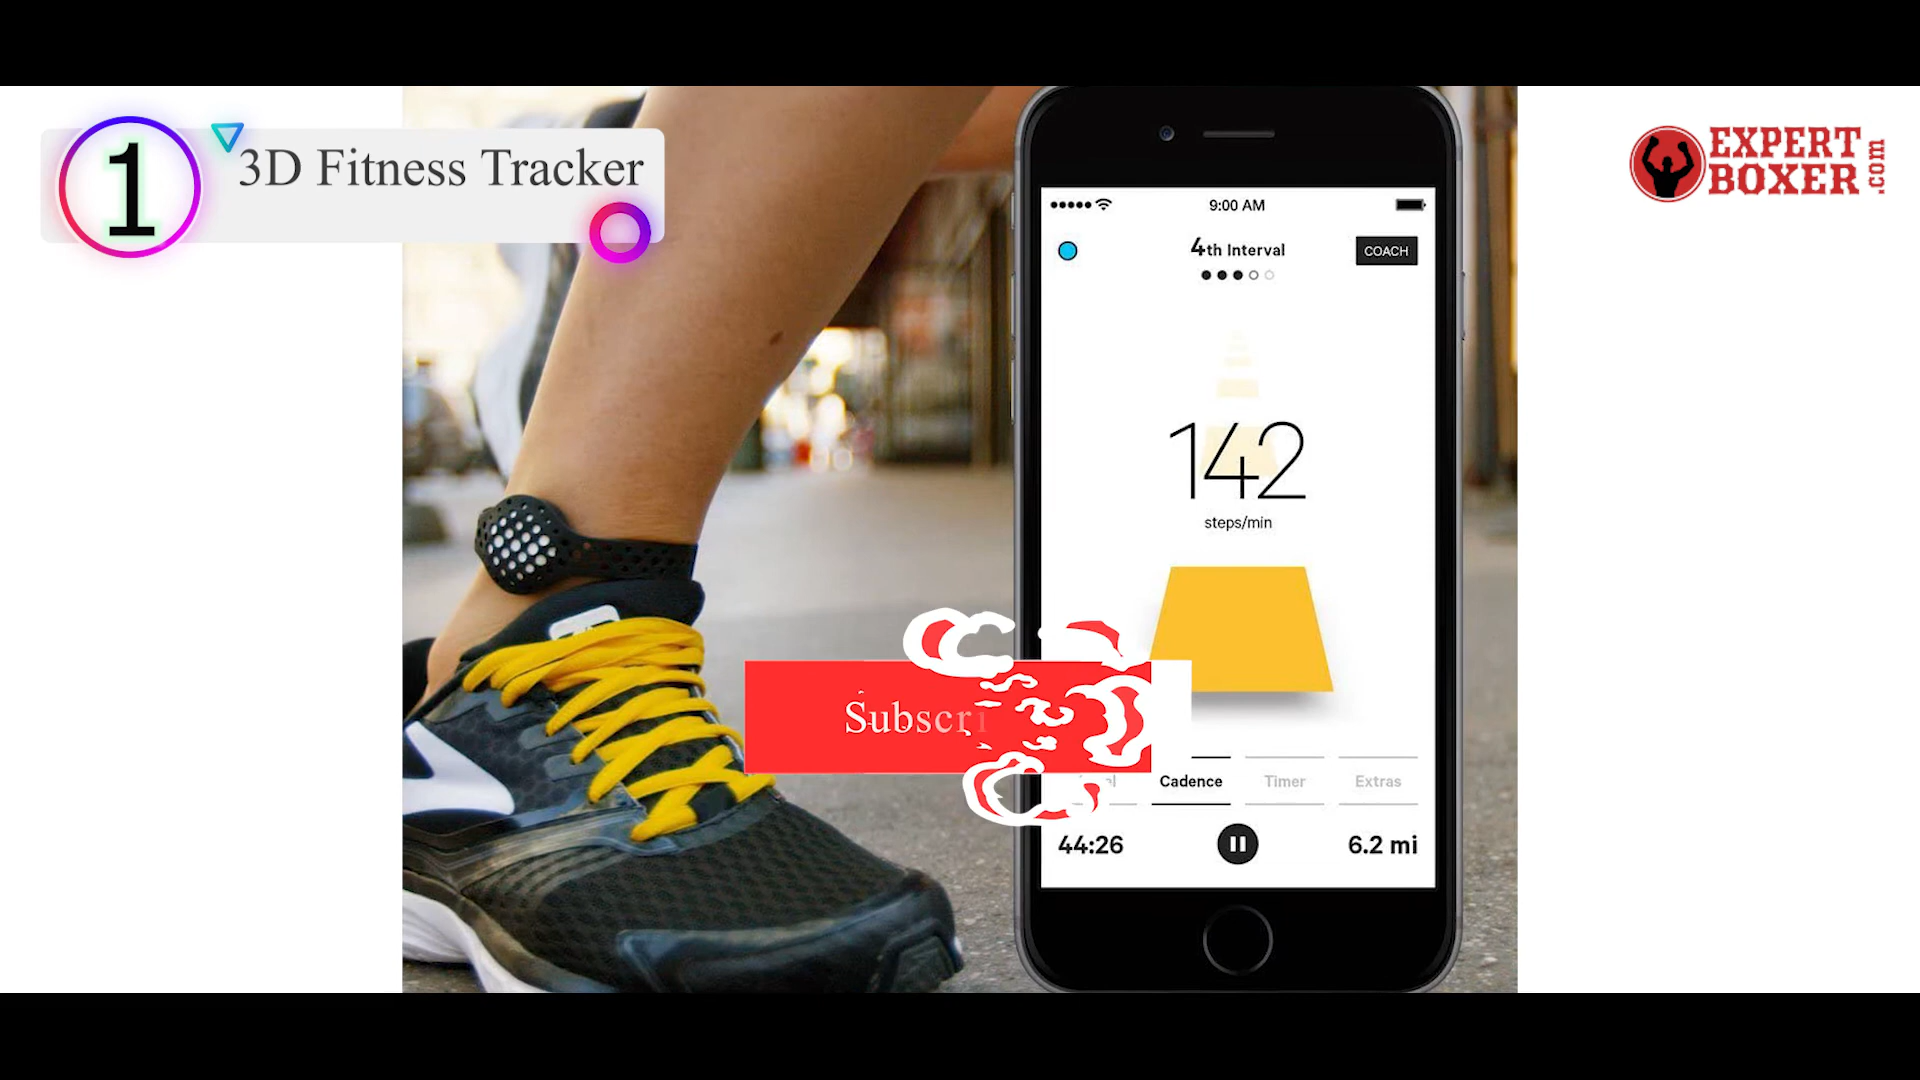 1
3D Fitness Tracker
EXPERT
BOXER
.com
9:00 AM
4th Interval
COACH
142
steps/min
Subscri
Cadence
Timer
Extras
44:26
6.2 mi